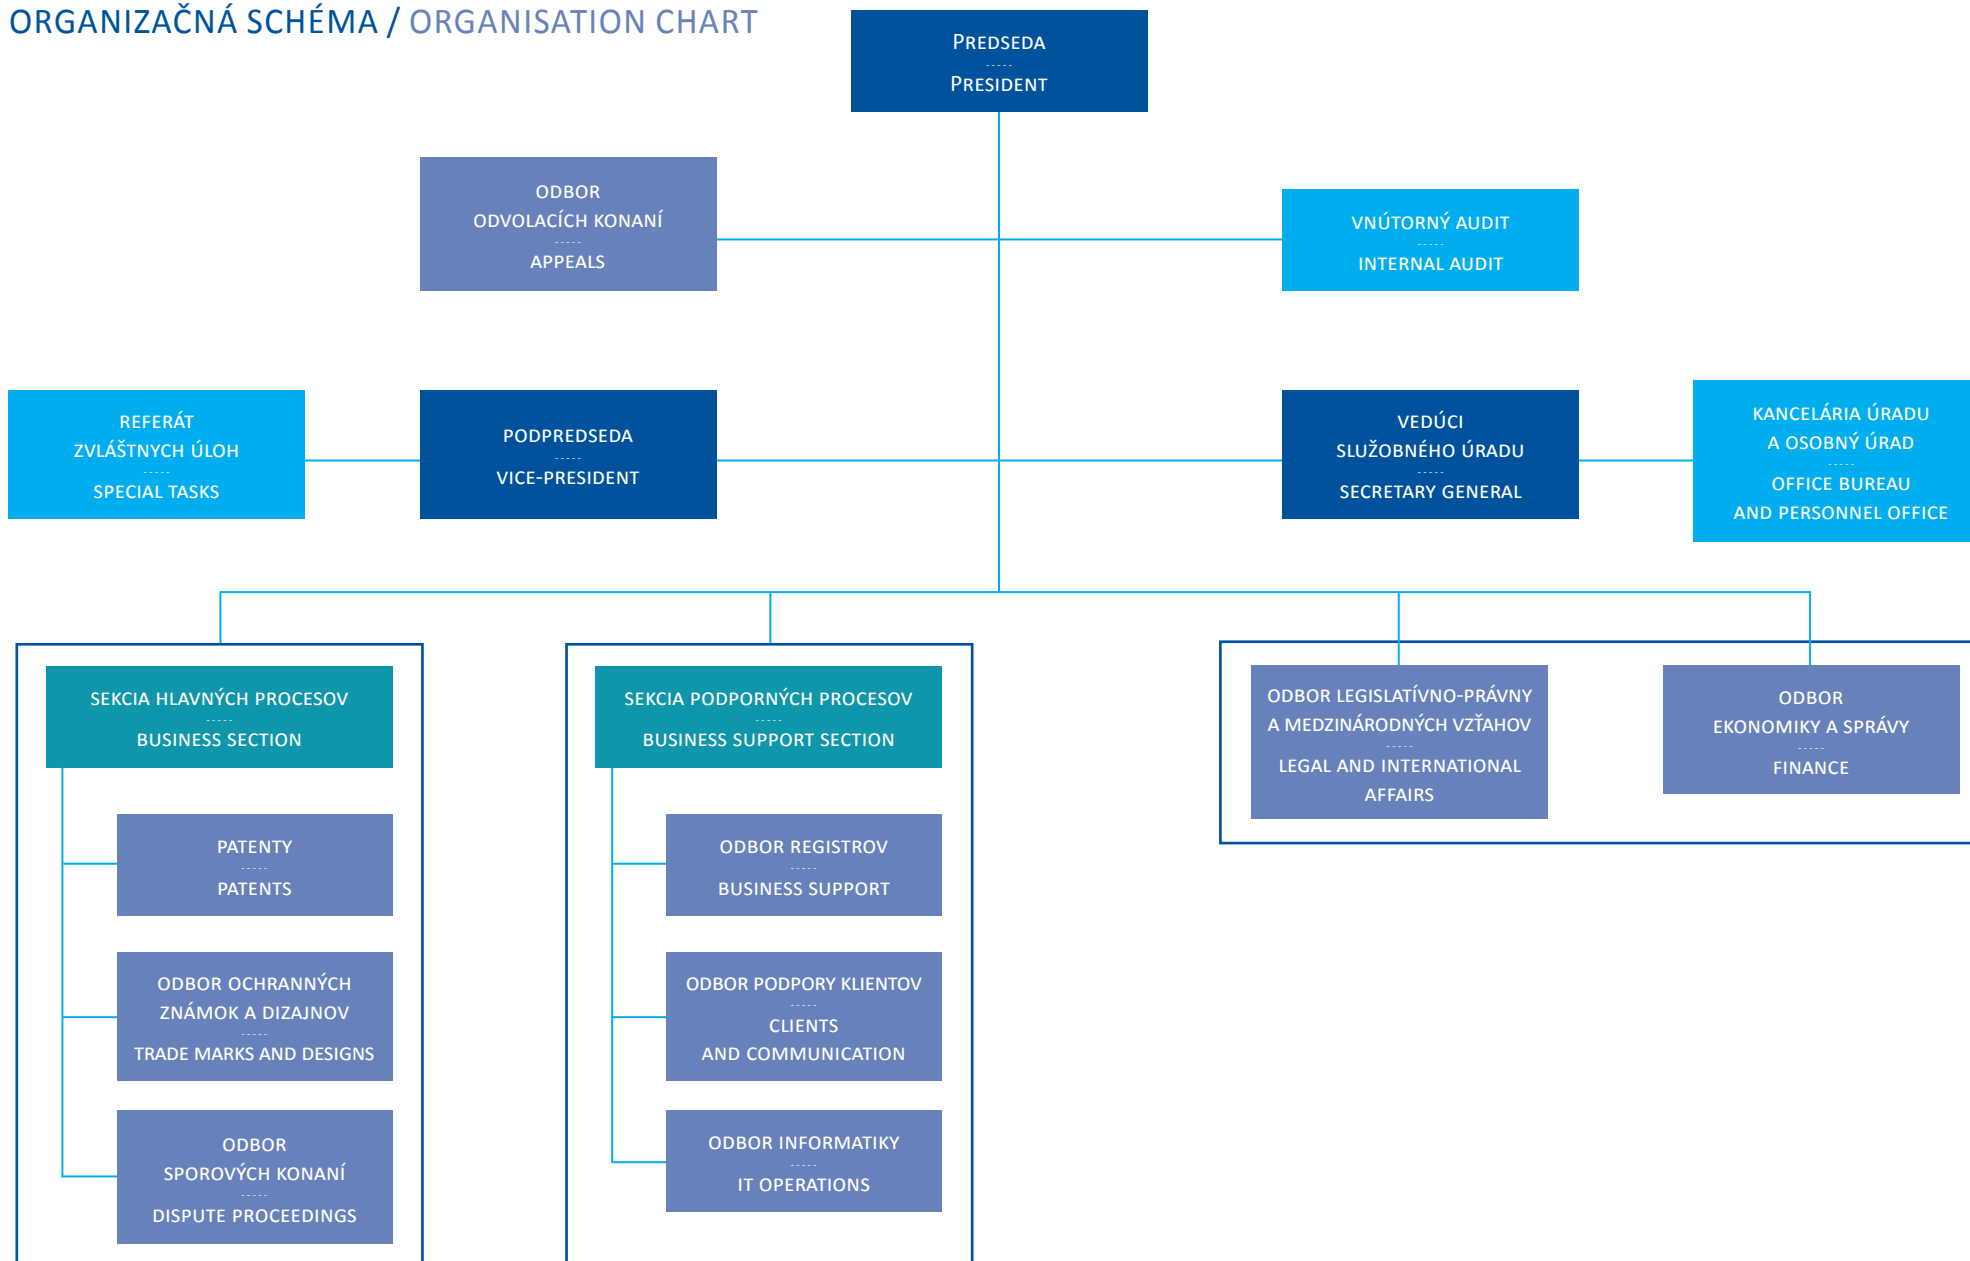 ORGANIZAČNÁ SCHÉMA / ORGANISATION CHART
PREDSEDA
-----
PRESIDENT
ODBOR
ODVOLACÍCH KONANÍ
-----
APPEALS
VNÚTORNÝ AUDIT
-----
INTERNAL AUDIT
REFERÁT
ZVLÁŠTNYCH ÚLOH
-----
SPECIAL TASKS
PODPREDSEDA
-----
VICE-PRESIDENT
VEDÚCI
SLUŽOBNÉHO ÚRADU
-----
SECRETARY GENERAL
KANCELÁRIA ÚRADU
A OSOBNÝ ÚRAD
-----
OFFICE BUREAU
AND PERSONNEL OFFICE
SEKCIA HLAVNÝCH PROCESOV
-----
BUSINESS SECTION
PATENTY
-----
PATENTS
ODBOR OCHRANNÝCH
ZNÁMOK A DIZAJNOV
-----
TRADE MARKS AND DESIGNS
ODBOR
SPOROVÝCH KONANÍ
-----
DISPUTE PROCEEDINGS
SEKCIA PODPORNÝCH PROCESOV
-----
BUSINESS SUPPORT SECTION
ODBOR REGISTROV
-----
BUSINESS SUPPORT
ODBOR PODPORY KLIENTOV
-----
CLIENTS
AND COMMUNICATION
ODBOR INFORMATIKY
-----
IT OPERATIONS
ODBOR LEGISLATÍVNO-PRÁVNY
A MEDZINÁRODNÝCH VZŤAHOV
-----
LEGAL AND INTERNATIONAL
AFFAIRS
ODBOR
EKONOMIKY A SPRÁVY
-----
FINANCE